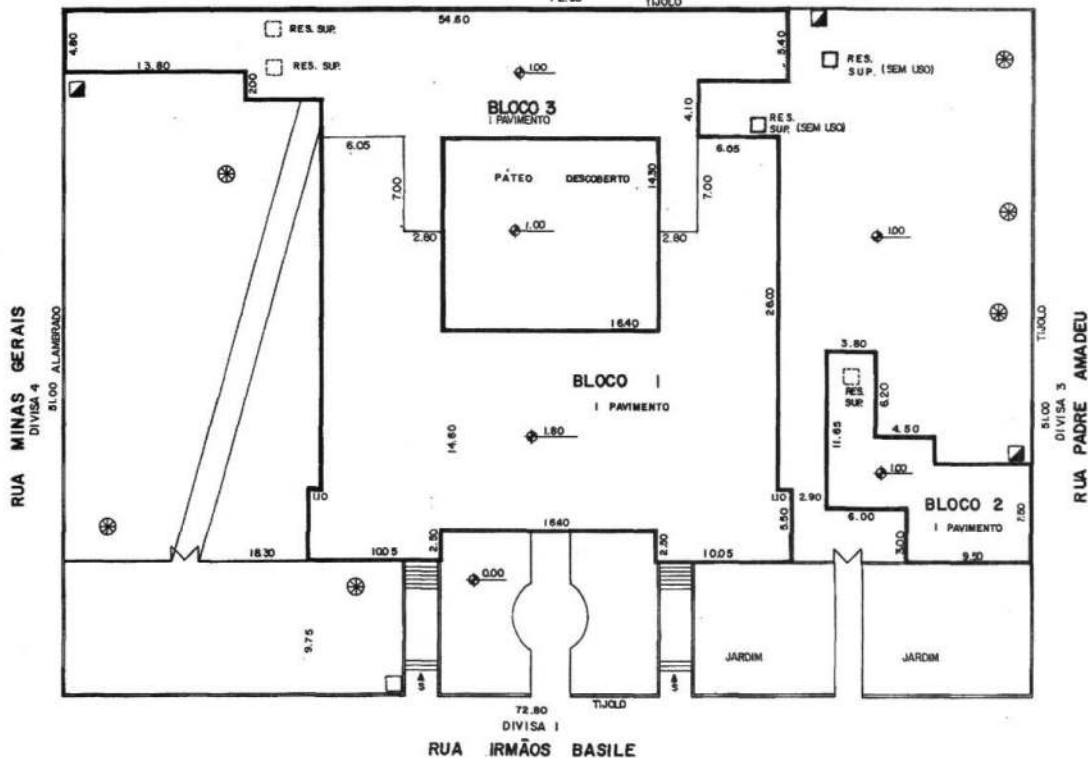 TIJOLO
54.60
4.80
RES. SUP.
5.40
RES. SUP.
13.80
1.00
RES.
SUP. (SEM USO)
2.00
BLOCO 3
1 PAVIMENTO
4.10
RES.
SUP. (SEM USO)
6.05
6.05
PÁTEO DESCOBERTO
14.30
7.00
7.00
1.00
1.00
2.80
2.80
RUA MINAS GERAIS
DIVISA 4
51.00 ALAMBRADO
26.00
16.40
TIJOLO
51.00
DIVISA 3
RUA PADRE AMADEU
3.80
BLOCO 1
1 PAVIMENTO
RES.
SUP.
6.20
11.65
4.50
14.60
1.80
1.00
1.10
1.10
2.90
BLOCO 2
1 PAVIMENTO
6.00
5.50
3.00
16.40
2.50
2.50
18.30
10.05
10.05
9.50
0.00
9.75
JARDIM
JARDIM
S
S
TIJOLO
72.80
DIVISA 1
RUA IRMÃOS BASILE